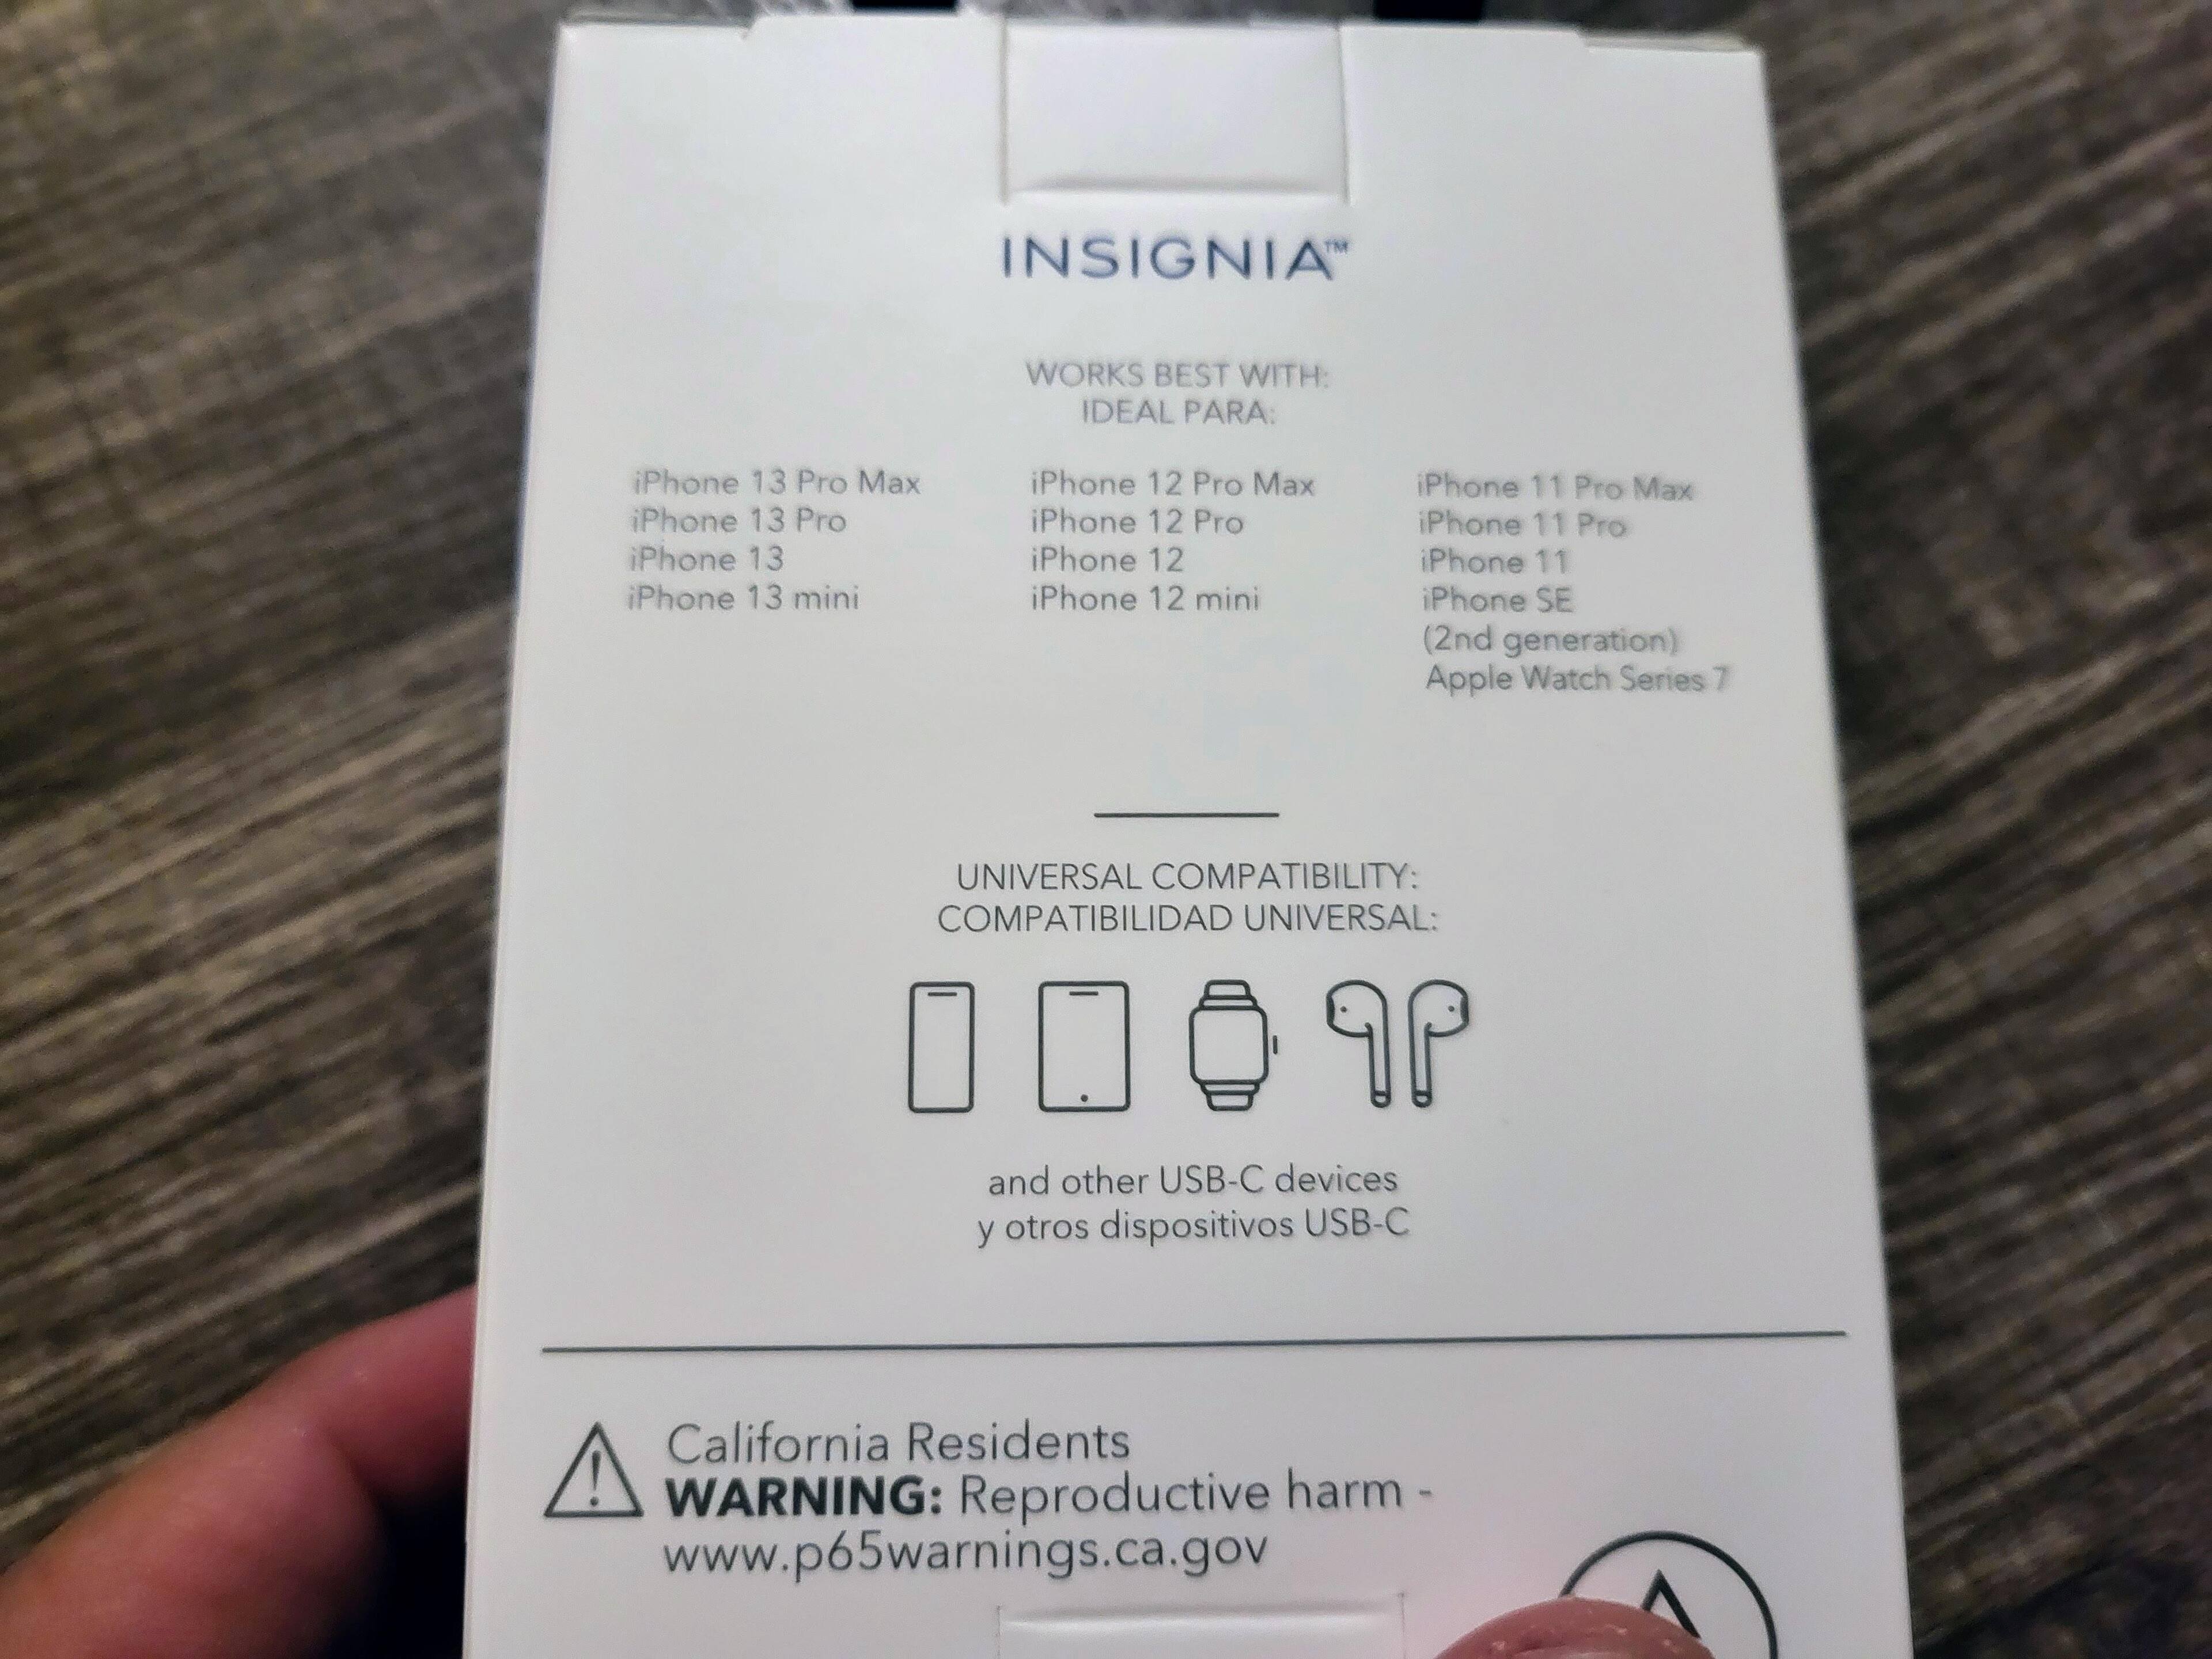 INSIGNIA™
WORKS BEST WITH:
IDEAL PARA:
iPhone 13 Pro Max
iPhone 13 Pro
iPhone 13
iPhone 13 mini
iPhone 12 Pro Max
iPhone 12 Pro
iPhone 12
iPhone 12 mini
iPhone 11 Pro Max
iPhone 11 Pro
iPhone 11
iPhone SE
(2nd generation)
Apple Watch Series 7
UNIVERSAL COMPATIBILITY:
COMPATIBILIDAD UNIVERSAL:
and other USB-C devices
y otros dispositivos USB-C
California Residents
WARNING: Reproductive harm -
www.p65warnings.ca.gov